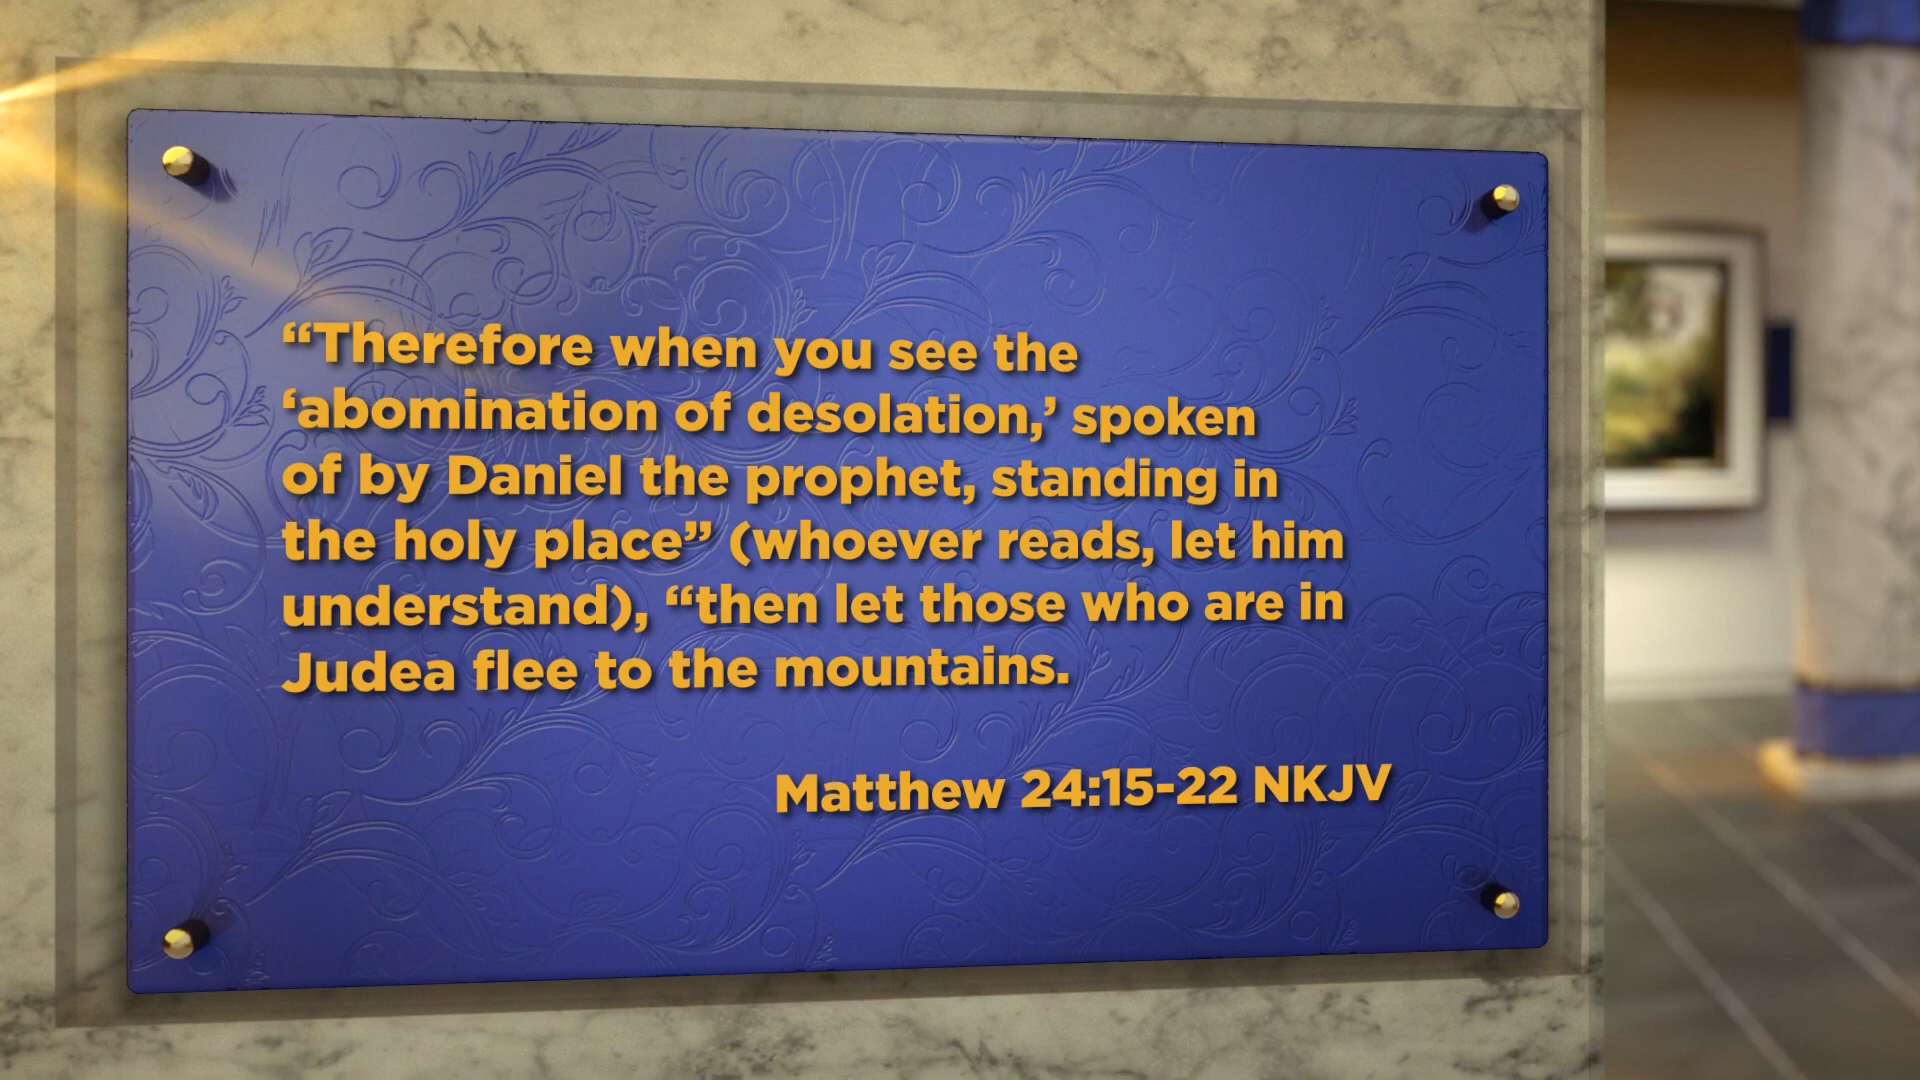 “Therefore when you see the
‘abomination of desolation,’ spoken
of by Daniel the prophet, standing in
the holy place” (whoever reads, let him
understand), “then let those who are in
Judea flee to the mountains.
Matthew 24:15-22 NKJV